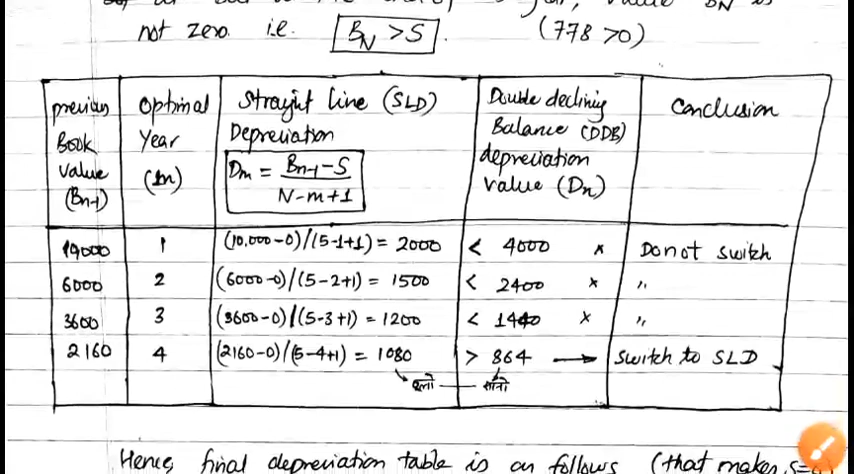 not zero. i.e. B_N > S. (778 > 0)
previous Book value (Bn-1)
Optimal Year (m)
Strayht line (SLD) Depreciation
Dm = Bn-1 - S / N-m+1
Double declining Balance (DDB) depreciation value (Dn)
Conclusion
10000 1 (10,000-0)/(5-1+1) = 2000 < 4000 × Do not switch
6000 2 (6000-0)/(5-2+1) = 1500 < 2400 × "
3600 3 (3600-0)/(5-3+1) = 1200 < 1440 × "
2160 4 (2160-0)/(5-4+1) = 1080 > 864 → switch to SLD
Hence final depreciation table is as follows (that makes